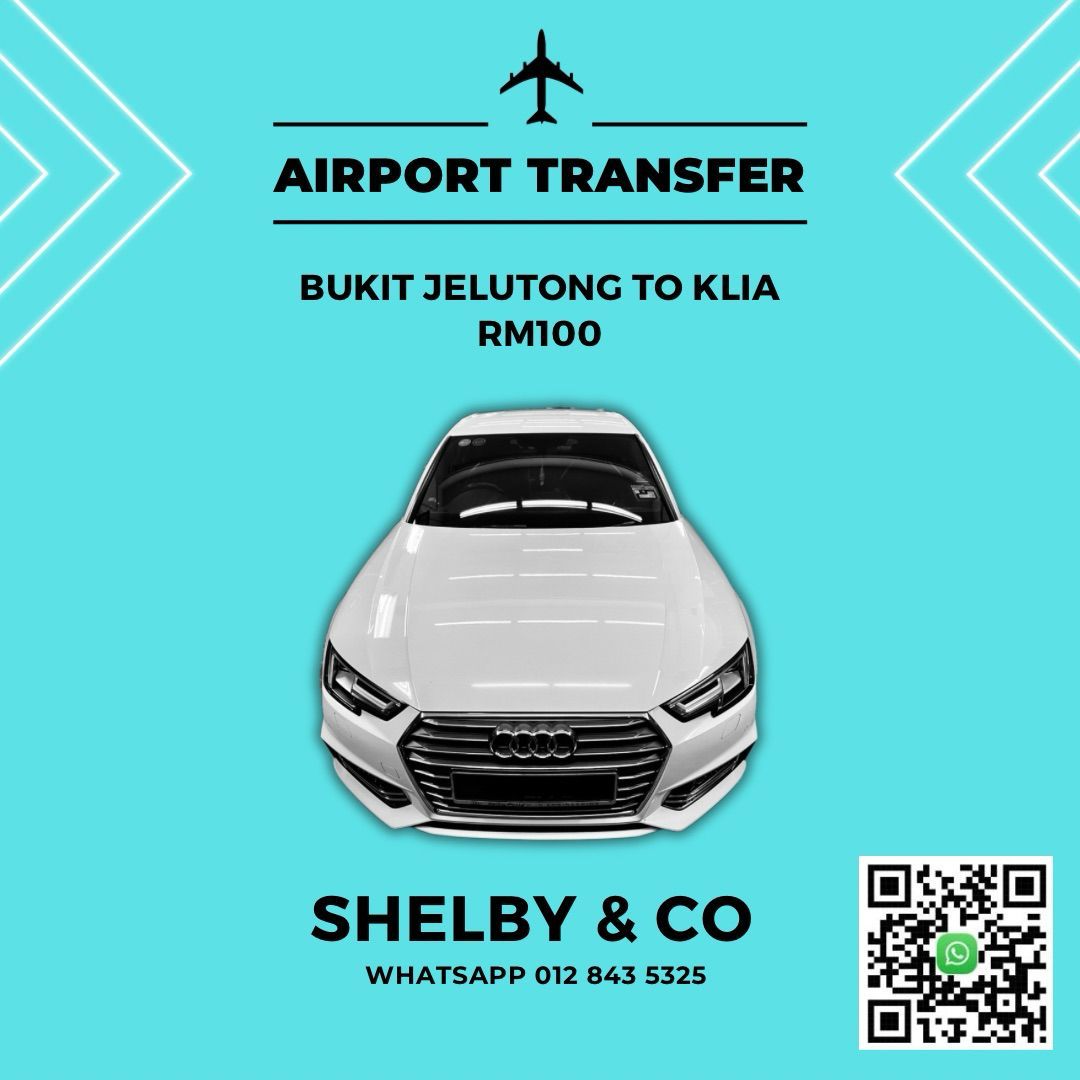 AIRPORT TRANSFER
BUKIT JELUTONG TO KLIA
RM100
SHELBY & CO
WHATSAPP 012 843 5325